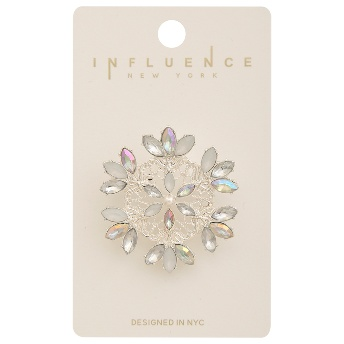 INFLUENCE
NEW YORK
DESIGNED IN NYC